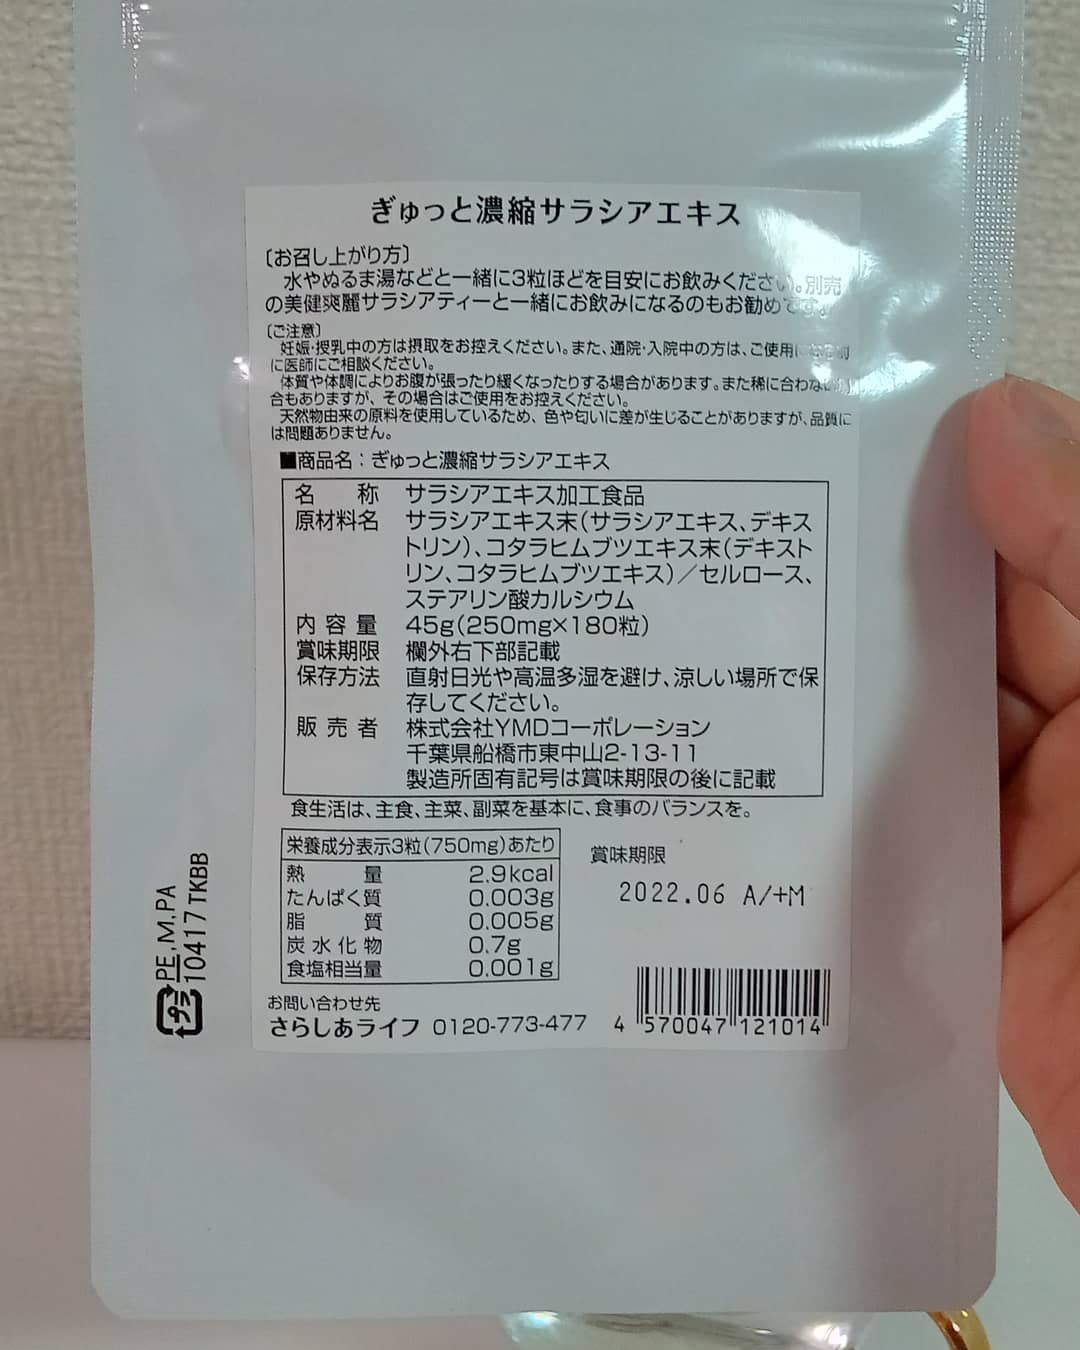 ぎゅっと濃縮サラシアエキス
〔お召し上がり方〕
水やぬるま湯などと一緒に3粒ほどを目安にお飲みください。別売
の美健爽麗サラシアティーと一緒にお飲みになるのもお勧めです。
〔ご注意〕
妊娠・授乳中の方は摂取をお控えください。また、通院・入院中の方は、ご使用になる前
に医師にご相談ください。
体質や体調によりお腹が張ったり緩くなったりする場合があります。また稀に合わない場
合もありますが、その場合はご使用をお控えください。
天然物由来の原料を使用しているため、色や匂いに差が生じることがありますが、品質に
は問題ありません。
■商品名：ぎゅっと濃縮サラシアエキス
名称 サラシアエキス加工食品
原材料名 サラシアエキス末(サラシアエキス、デキス
トリン)、コタラヒムブツエキス末(デキスト
リン、コタラヒムブツエキス)／セルロース、
ステアリン酸カルシウム
内容量 45g(250mg×180粒)
賞味期限 欄外右下部記載
保存方法 直射日光や高温多湿を避け、涼しい場所で保
存してください。
販売者 株式会社YMDコーポレーション
千葉県船橋市東中山2-13-11
製造所固有記号は賞味期限の後に記載
食生活は、主食、主菜、副菜を基本に、食事のバランスを。
栄養成分表示3粒(750mg)あたり
熱量 2.9kcal
たんぱく質 0.003g
脂質 0.005g
炭水化物 0.7g
食塩相当量 0.001g
賞味期限
2022.06 A/+M
お問い合わせ先
さらしあライフ 0120-773-477
4 570047 121014
プラ PE,M,PA
10417 TKBB